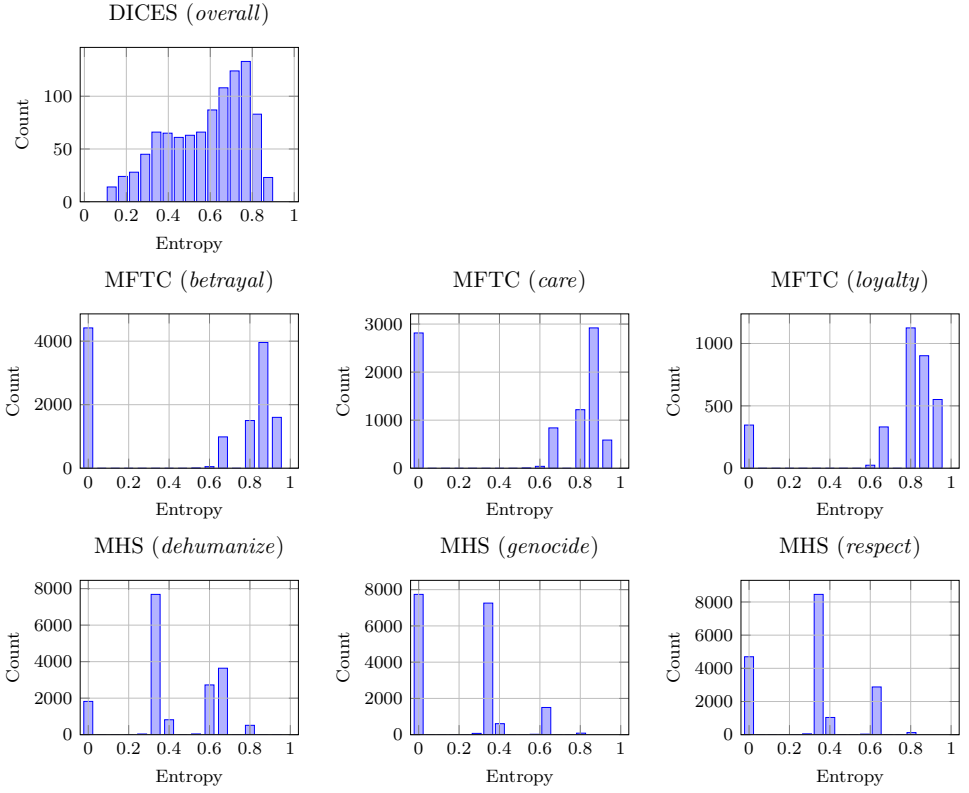 DICES (overall)
100
50
0
Count
0 0.2 0.4 0.6 0.8 1
Entropy
MFTC (betrayal)
4000
2000
0
Count
0 0.2 0.4 0.6 0.8 1
Entropy
MFTC (care)
3000
2000
1000
0
Count
0 0.2 0.4 0.6 0.8 1
Entropy
MFTC (loyalty)
1000
500
0
Count
0 0.2 0.4 0.6 0.8 1
Entropy
MHS (dehumanize)
8000
6000
4000
2000
0
Count
0 0.2 0.4 0.6 0.8 1
Entropy
MHS (genocide)
8000
6000
4000
2000
0
Count
0 0.2 0.4 0.6 0.8 1
Entropy
MHS (respect)
8000
6000
4000
2000
0
Count
0 0.2 0.4 0.6 0.8 1
Entropy